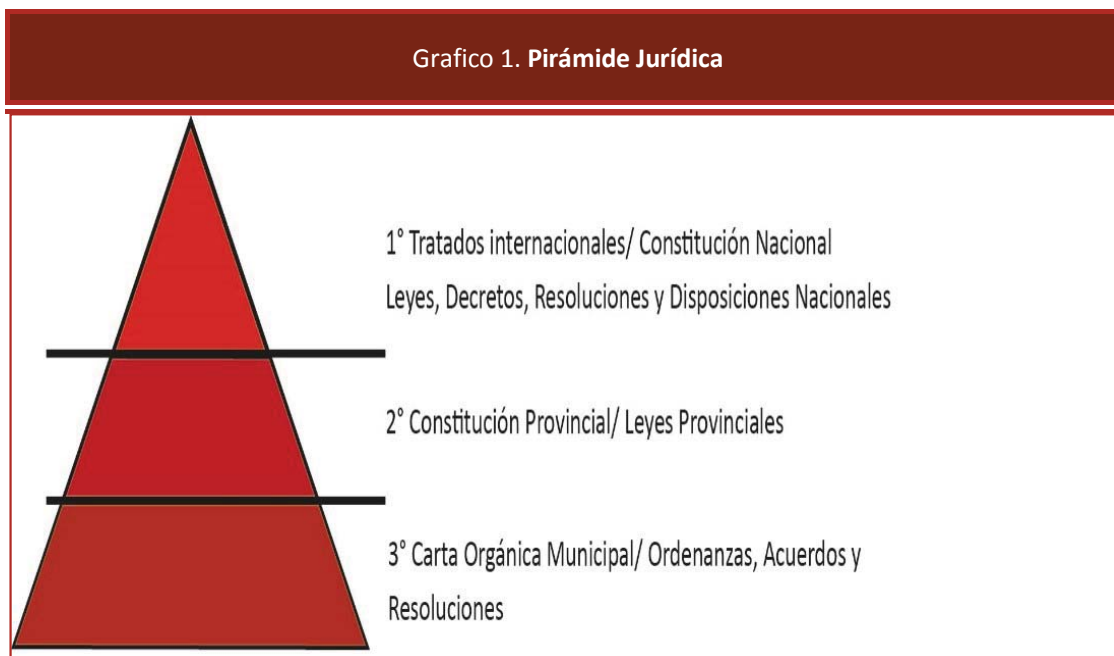 Grafico 1. Pirámide Jurídica
1° Tratados internacionales/ Constitución Nacional
Leyes, Decretos, Resoluciones y Disposiciones Nacionales
2° Constitución Provincial/ Leyes Provinciales
3° Carta Orgánica Municipal/ Ordenanzas, Acuerdos y
Resoluciones